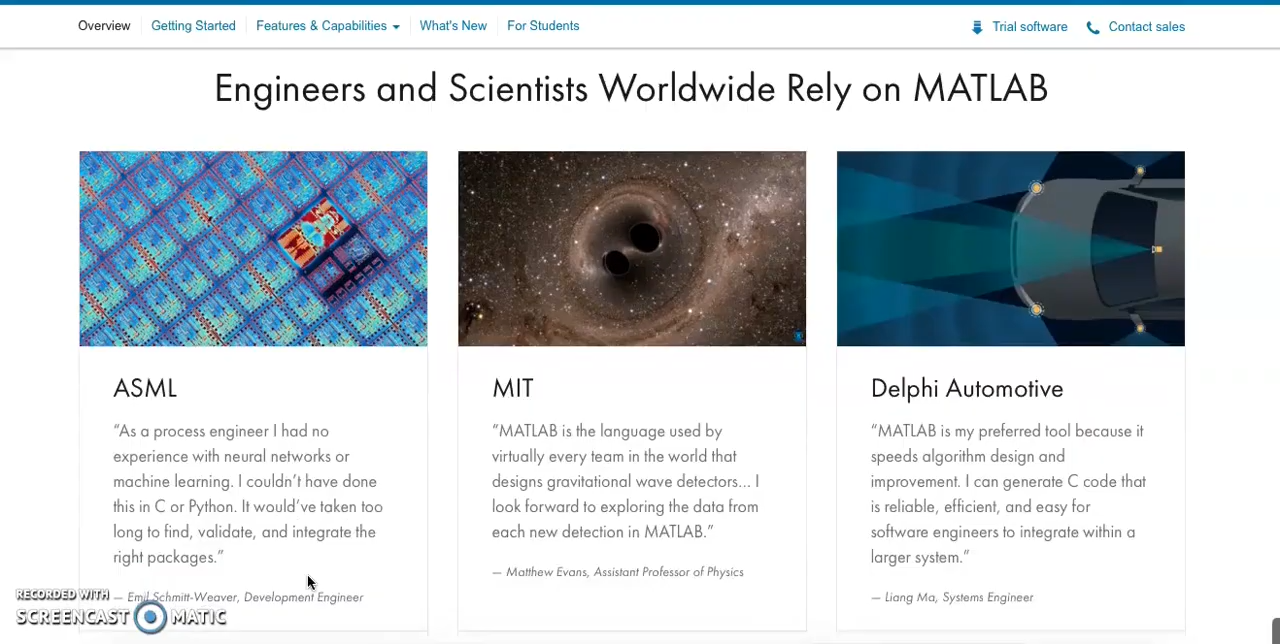 Overview Getting Started Features & Capabilities What's New For Students Trial software Contact sales
Engineers and Scientists Worldwide Rely on MATLAB
ASML
“As a process engineer I had no
experience with neural networks or
machine learning. I couldn’t have done
this in C or Python. It would’ve taken too
long to find, validate, and integrate the
right packages.”
— Emil Schmitt-Weaver, Development Engineer
MIT
“MATLAB is the language used by
virtually every team in the world that
designs gravitational wave detectors... I
look forward to exploring the data from
each new detection in MATLAB.”
— Matthew Evans, Assistant Professor of Physics
Delphi Automotive
“MATLAB is my preferred tool because it
speeds algorithm design and
improvement. I can generate C code that
is reliable, efficient, and easy for
software engineers to integrate within a
larger system.”
— Liang Ma, Systems Engineer
RECORDED WITH
SCREENCAST MATIC